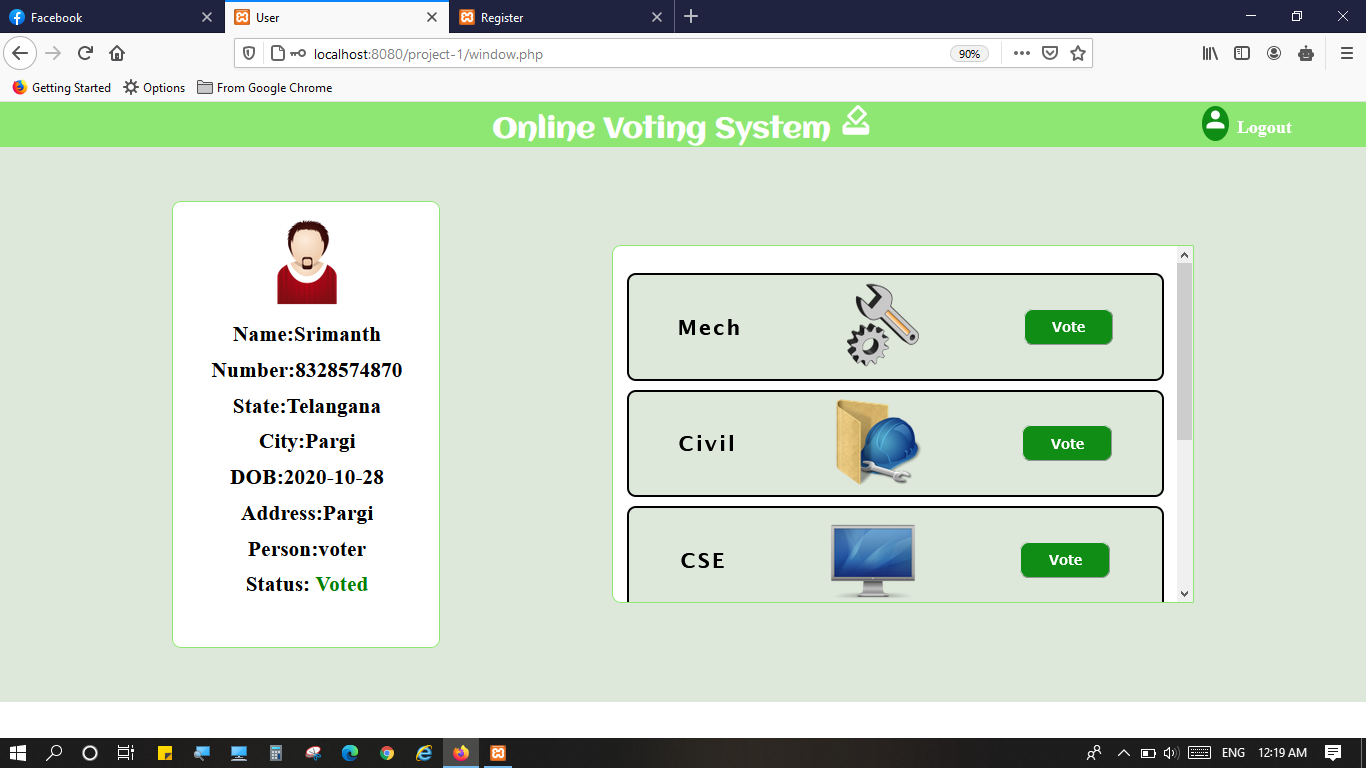 Facebook
User
Register
localhost:8080/project-1/window.php
90%
Getting Started
Options
From Google Chrome
Online Voting System
Logout
Name:Srimanth
Number:8328574870
State:Telangana
City:Pargi
DOB:2020-10-28
Address:Pargi
Person:voter
Status: Voted
Mech
Vote
Civil
Vote
CSE
Vote
ENG
12:19 AM